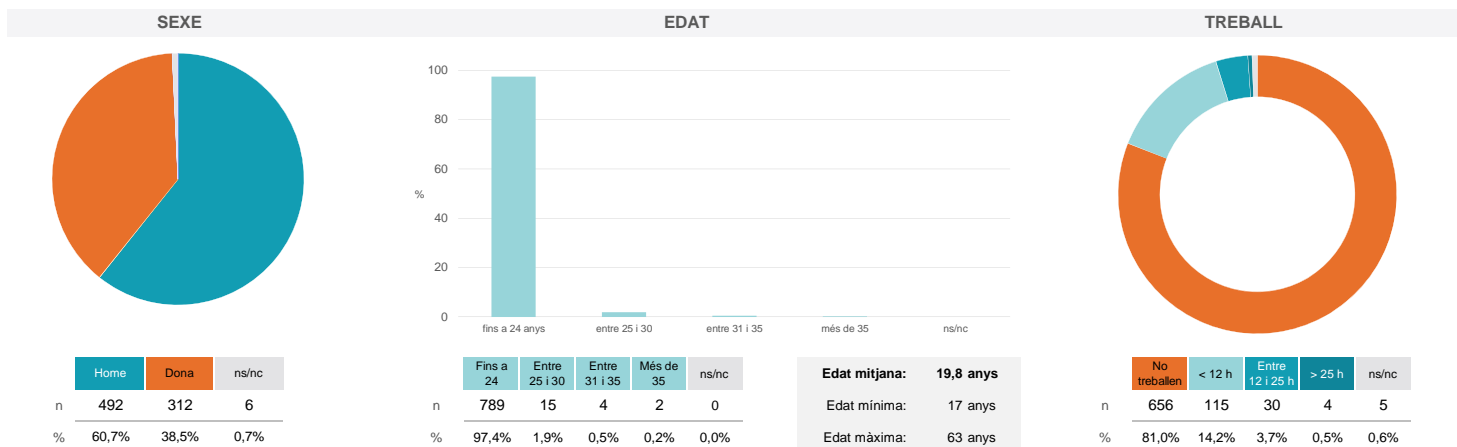 SEXE
EDAT
TREBALL
100
80
60
%
40
20
0
fins a 24 anys
entre 25 i 30
entre 31 i 35
més de 35
ns/nc
Home Dona ns/nc
n 492 312 6
% 60,7% 38,5% 0,7%
Fins a 24 Entre 25 i 30 Entre 31 i 35 Més de 35 ns/nc
n 789 15 4 2 0
% 97,4% 1,9% 0,5% 0,2% 0,0%
Edat mitjana: 19,8 anys
Edat mínima: 17 anys
Edat màxima: 63 anys
No treballen < 12 h Entre 12 i 25 h > 25 h ns/nc
n 656 115 30 4 5
% 81,0% 14,2% 3,7% 0,5% 0,6%